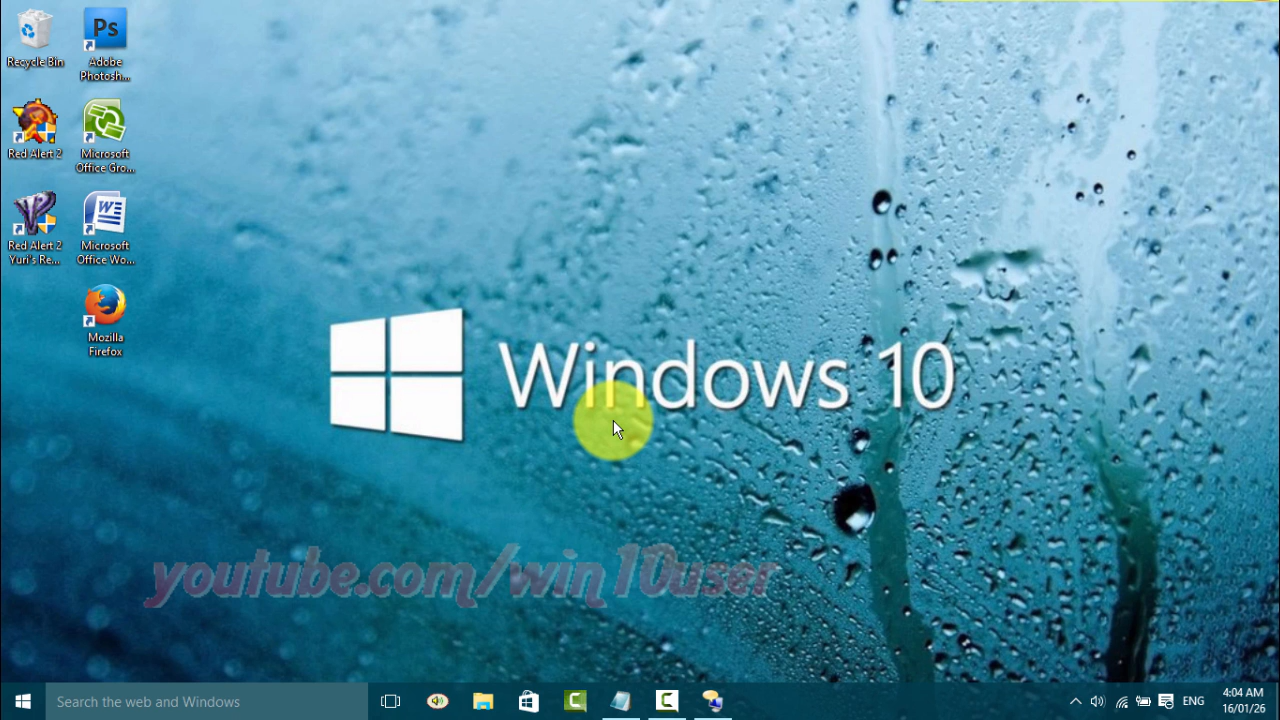 Recycle Bin
Adobe
Photosh...
Ps
Red Alert 2
Microsoft
Office Gro...
Red Alert 2
Yuri's Re...
Microsoft
Office Wo...
Mozilla
Firefox
Windows 10
youtube.com/win10user
Search the web and Windows
ENG
4:04 AM
16/01/26